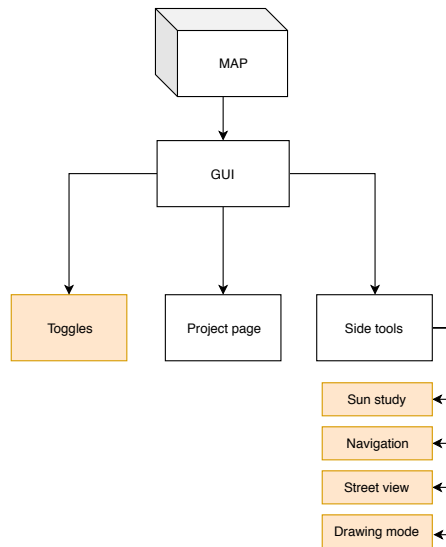 MAP
GUI
Toggles
Project page
Side tools
Sun study
Navigation
Street view
Drawing mode